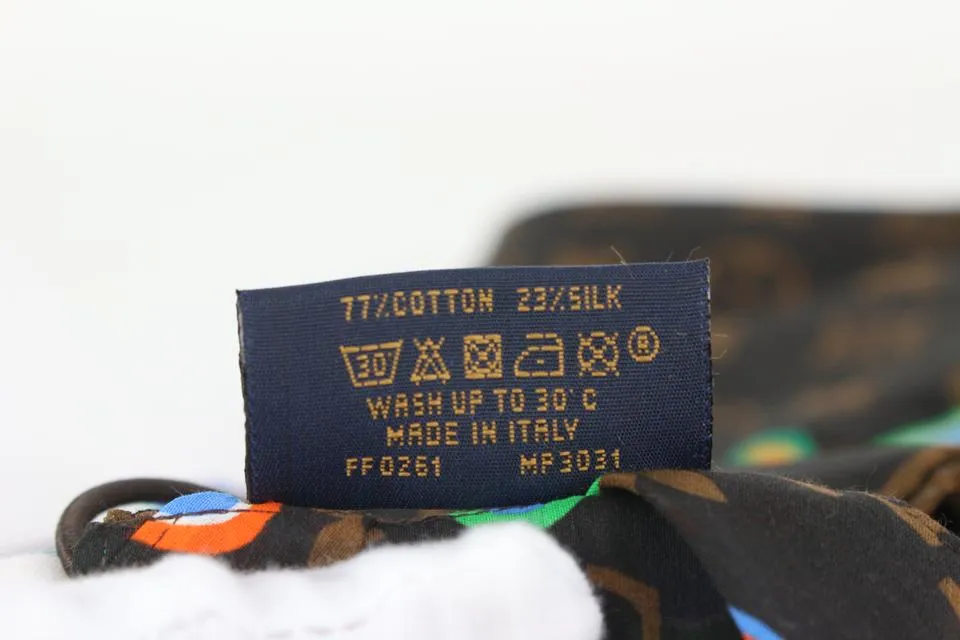 77%COTTON 23%SILK
30
®
WASH UP TO 30°C
MADE IN ITALY
FF0261 MP3031